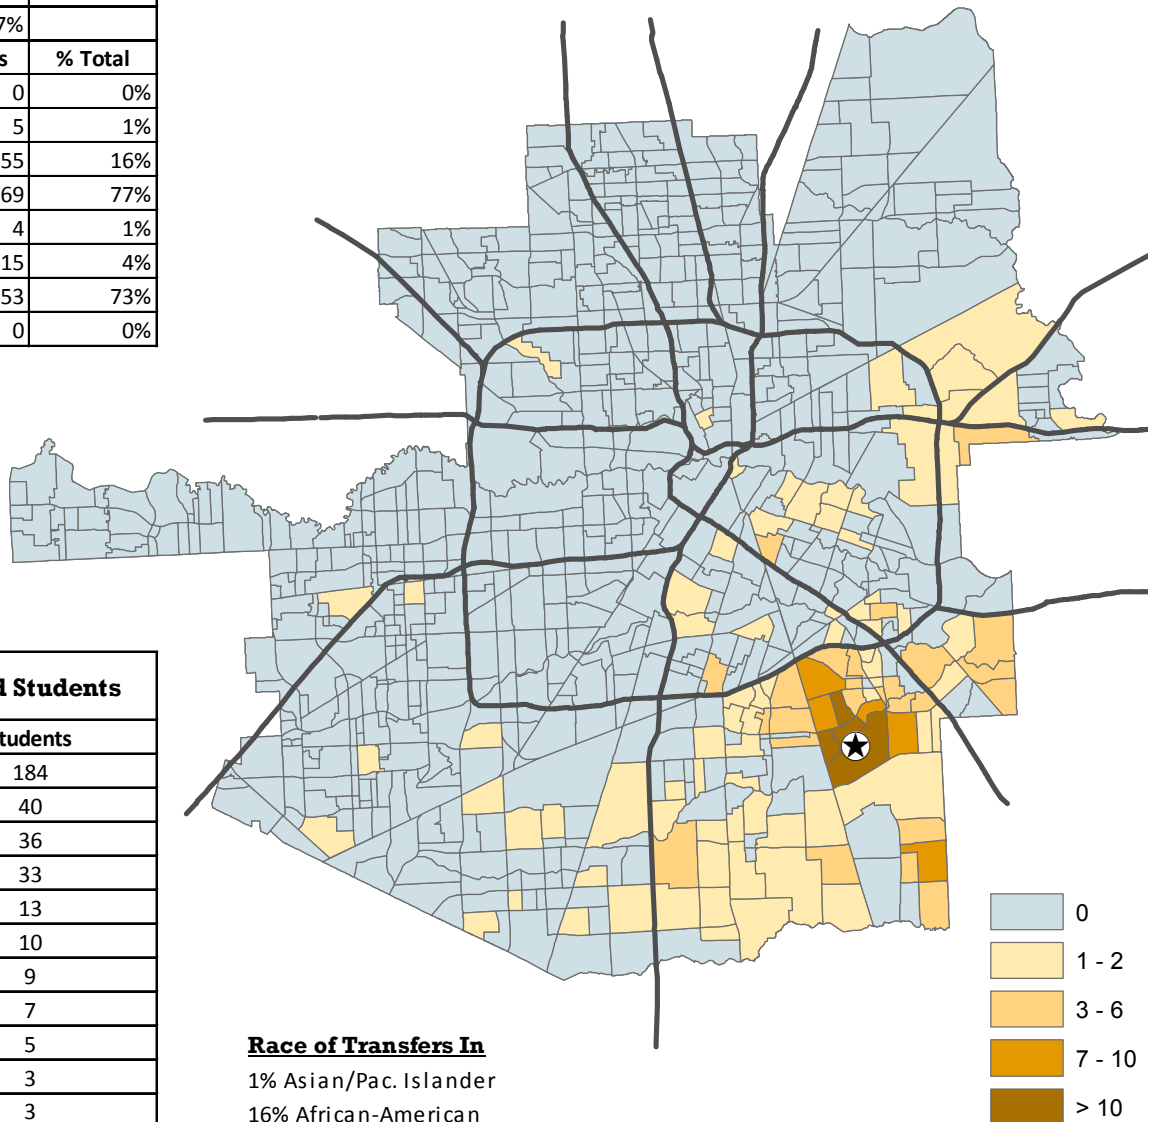 7%
s % Total
0 0%
5 1%
55 16%
69 77%
4 1%
15 4%
53 73%
0 0%
d Students
tudents
184
40
36
33
13
10
9
7
5
3
3
0
1 - 2
3 - 6
7 - 10
> 10
Race of Transfers In
1% Asian/Pac. Islander
16% African-American